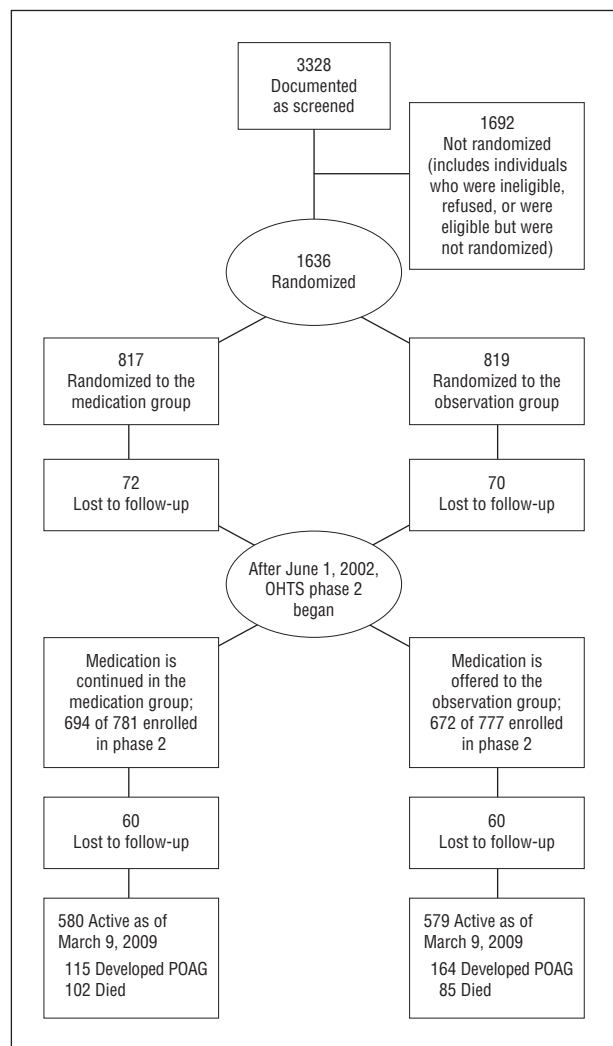 3328
Documented
as screened
1692
Not randomized
(includes individuals
who were ineligible,
refused, or were
eligible but were
not randomized)
1636
Randomized
817
Randomized to the
medication group
819
Randomized to the
observation group
72
Lost to follow-up
70
Lost to follow-up
After June 1, 2002,
OHTS phase 2
began
Medication is
continued in the
medication group;
694 of 781 enrolled
in phase 2
Medication is
offered to the
observation group;
672 of 777 enrolled
in phase 2
60
Lost to follow-up
60
Lost to follow-up
580 Active as of
March 9, 2009
115 Developed POAG
102 Died
579 Active as of
March 9, 2009
164 Developed POAG
85 Died